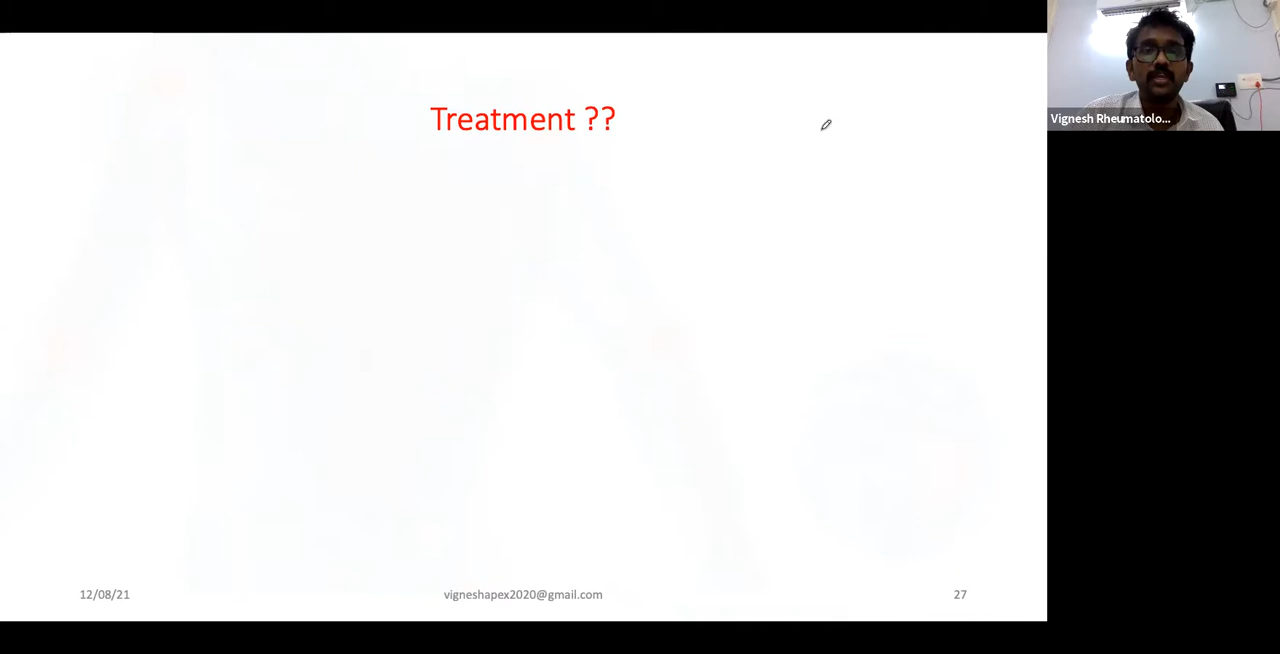 Treatment ??
Vignesh Rheumatolo...
12/08/21
vigneshapex2020@gmail.com
27